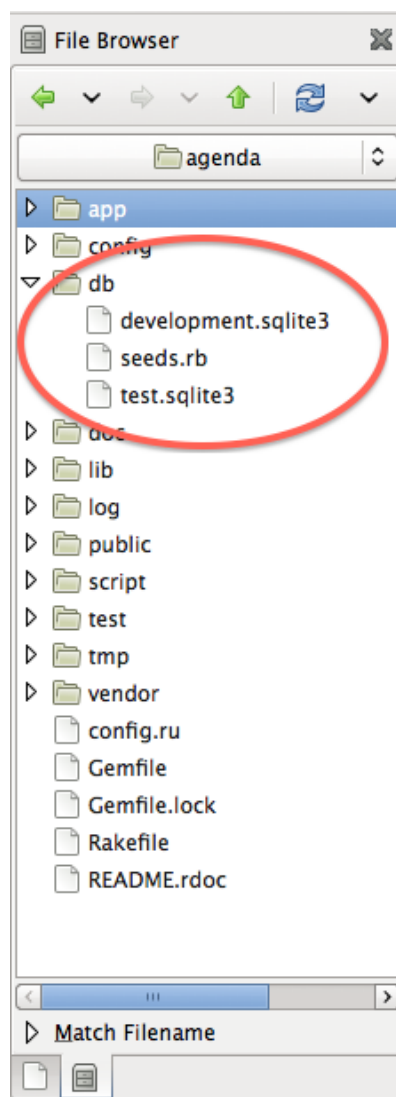 File Browser
agenda
app
config
db
development.sqlite3
seeds.rb
test.sqlite3
doc
lib
log
public
script
test
tmp
vendor
config.ru
Gemfile
Gemfile.lock
Rakefile
README.rdoc
Match Filename